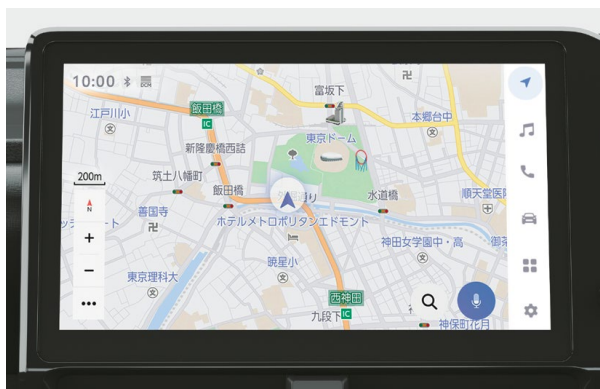 10:00
DCM
富坂下
江戸川小
飯田橋
IC
本郷台中
新隆慶橋西詰
東京ドーム
200m
筑土八幡町
飯田橋
水道橋
順天堂医
N
善国寺
ホテルメトロポリタンエドモント
神田女学園中・高
暁星小
東京理科大
西神田
IC
九段下
神保町花月